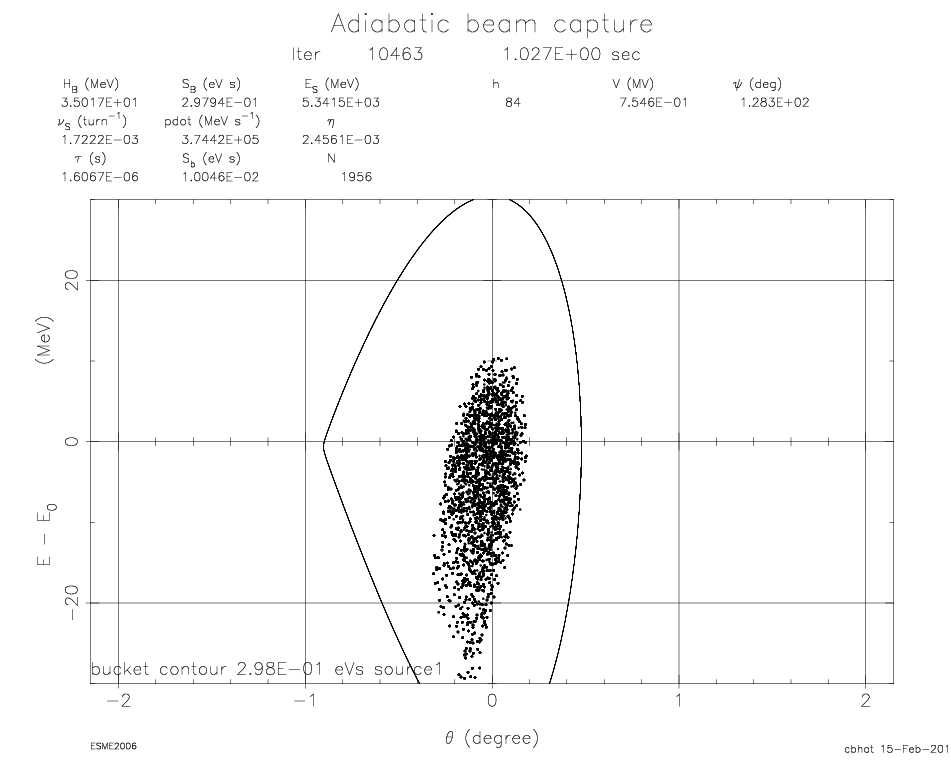 Adiabatic beam capture
Iter 10463 1.027E+00 sec
H_B (MeV) S_B (eV s) E_S (MeV) h V (MV) ψ (deg)
3.5017E+01 2.9794E−01 5.3415E+03 84 7.546E−01 1.283E+02
ν_S (turn⁻¹) pdot (MeV s⁻¹) η
1.7222E−03 3.7442E+05 2.4561E−03
τ (s) S_b (eV s) N
1.6067E−06 1.0046E−02 1956
20
0
−20
E − E_0 (MeV)
bucket contour 2.98E−01 eVs source1
−2 −1 0 1 2
θ (degree)
ESME2006 cbhat 15−Feb−201